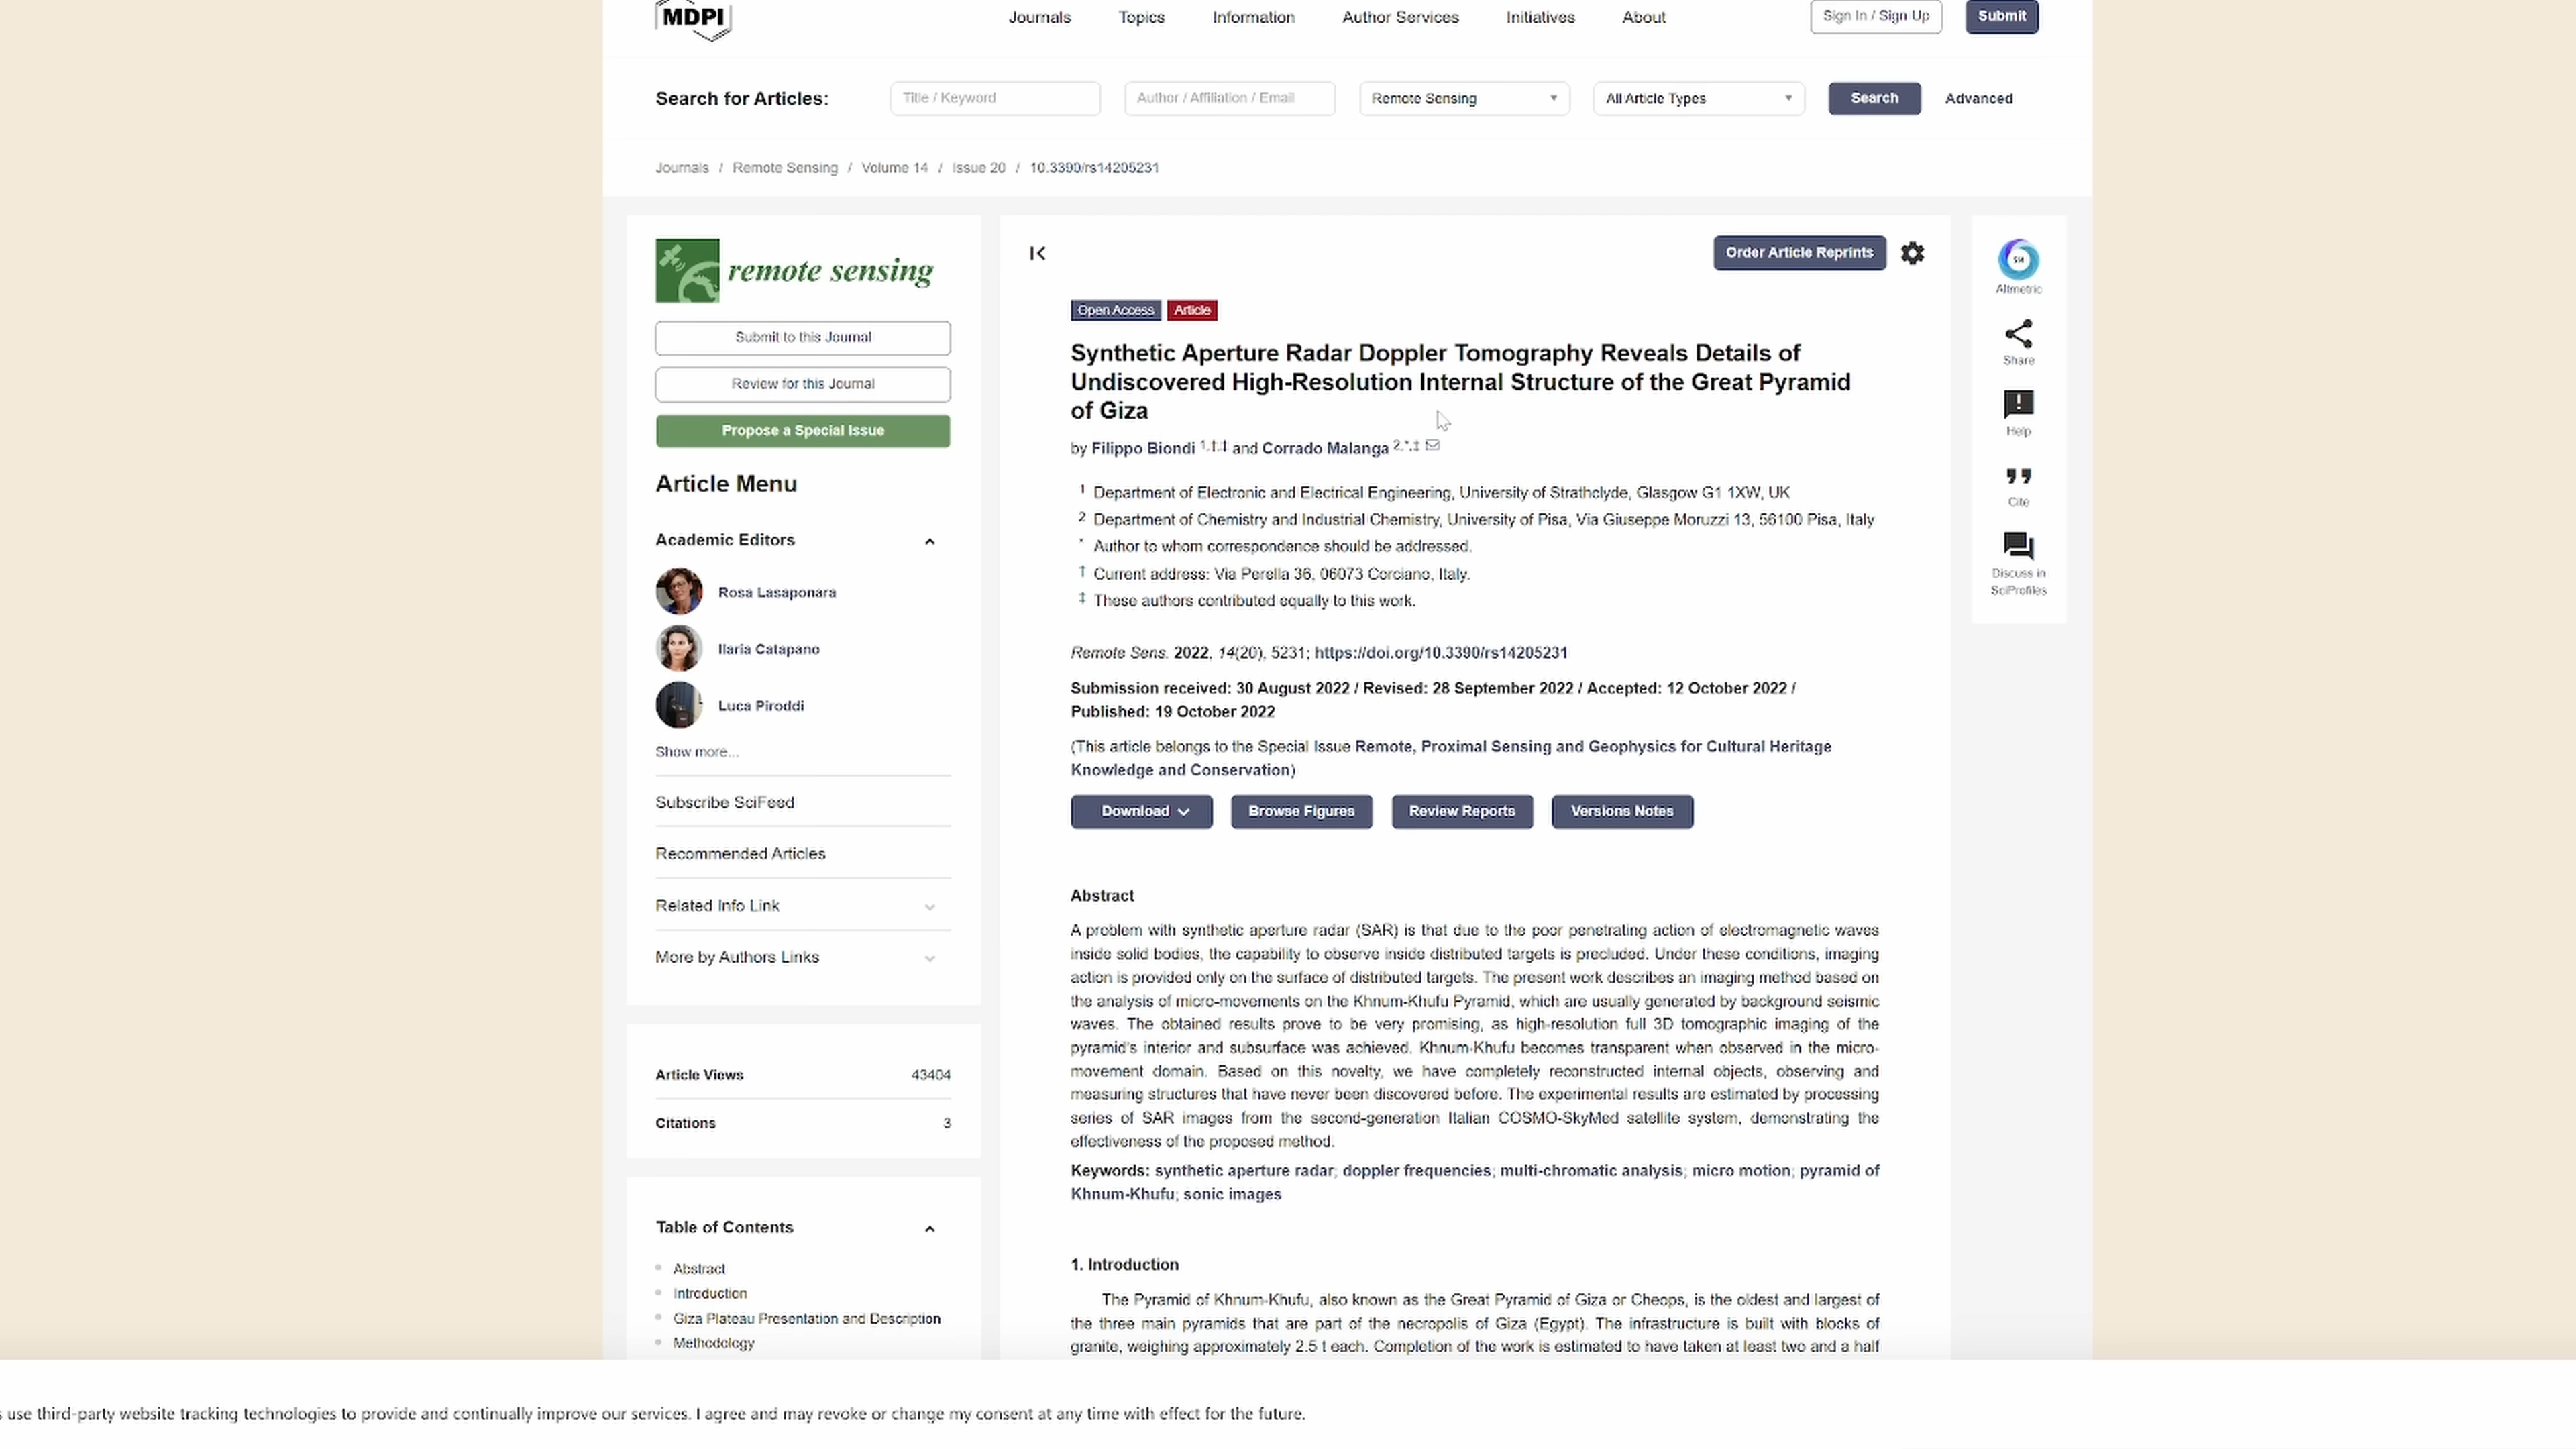 MDPI
Journals Topics Information Author Services Initiatives About Sign In / Sign Up Submit
Search for Articles: Title / Keyword Author / Affiliation / Email Remote Sensing All Article Types Search Advanced
Journals / Remote Sensing / Volume 14 / Issue 20 / 10.3390/rs14205231
remote sensing
Submit to this Journal
Review for this Journal
Propose a Special Issue
Article Menu
Academic Editors
Rosa Lasaponara
Ilaria Catapano
Luca Piroddi
Show more...
Subscribe SciFeed
Recommended Articles
Related Info Link
More by Authors Links
Article Views 43404
Citations 3
Table of Contents
Abstract
Introduction
Giza Plateau Presentation and Description
Methodology
Order Article Reprints
Open Access Article
Synthetic Aperture Radar Doppler Tomography Reveals Details of
Undiscovered High-Resolution Internal Structure of the Great Pyramid
of Giza
by Filippo Biondi 1,†,‡ and Corrado Malanga 2,*,‡
1 Department of Electronic and Electrical Engineering, University of Strathclyde, Glasgow G1 1XW, UK
2 Department of Chemistry and Industrial Chemistry, University of Pisa, Via Giuseppe Moruzzi 13, 56100 Pisa, Italy
* Author to whom correspondence should be addressed.
† Current address: Via Perella 36, 06073 Corciano, Italy.
‡ These authors contributed equally to this work.
Remote Sens. 2022, 14(20), 5231; https://doi.org/10.3390/rs14205231
Submission received: 30 August 2022 / Revised: 28 September 2022 / Accepted: 12 October 2022 /
Published: 19 October 2022
(This article belongs to the Special Issue Remote, Proximal Sensing and Geophysics for Cultural Heritage
Knowledge and Conservation)
Download Browse Figures Review Reports Versions Notes
Abstract
A problem with synthetic aperture radar (SAR) is that due to the poor penetrating action of electromagnetic waves
inside solid bodies, the capability to observe inside distributed targets is precluded. Under these conditions, imaging
action is provided only on the surface of distributed targets. The present work describes an imaging method based on
the analysis of micro-movements on the Khnum-Khufu Pyramid, which are usually generated by background seismic
waves. The obtained results prove to be very promising, as high-resolution full 3D tomographic imaging of the
pyramid's interior and subsurface was achieved. Khnum-Khufu becomes transparent when observed in the micro-
movement domain. Based on this novelty, we have completely reconstructed internal objects, observing and
measuring structures that have never been discovered before. The experimental results are estimated by processing
series of SAR images from the second-generation Italian COSMO-SkyMed satellite system, demonstrating the
effectiveness of the proposed method.
Keywords: synthetic aperture radar; doppler frequencies; multi-chromatic analysis; micro motion; pyramid of
Khnum-Khufu; sonic images
1. Introduction
The Pyramid of Khnum-Khufu, also known as the Great Pyramid of Giza or Cheops, is the oldest and largest of
the three main pyramids that are part of the necropolis of Giza (Egypt). The infrastructure is built with blocks of
granite, weighing approximately 2.5 t each. Completion of the work is estimated to have taken at least two and a half
Altmetric
Share
Help
Cite
Discuss in
SciProfiles
use third-party website tracking technologies to provide and continually improve our services. I agree and may revoke or change my consent at any time with effect for the future.